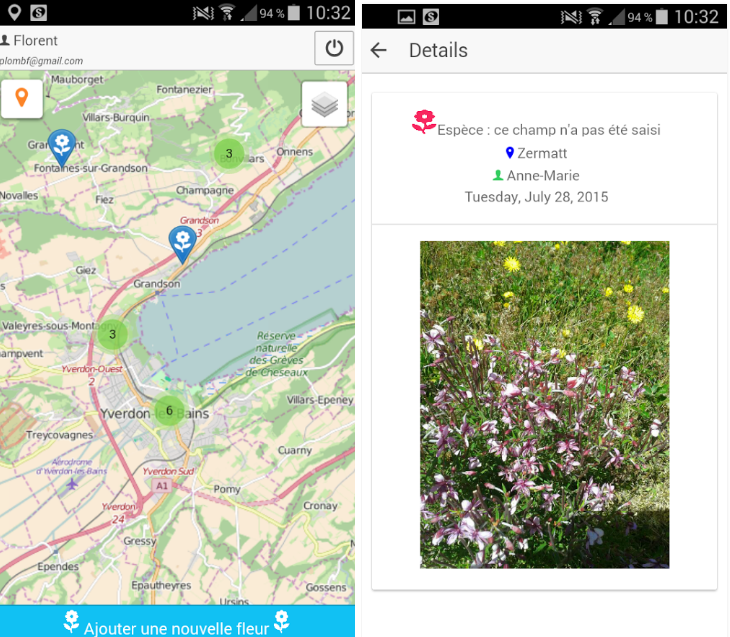 94 % 10:32
Florent
plombf@gmail.com
Mauborget
Fontanezier
Villars-Burquin
3
Onnens
Fontaines-sur-Grandson
Novalles
Fiez
Champagne
Grandson
3
Giez
Grandson
Valeyres-sous-Montag
3
Réserve
naturelle
des Grèves
de Cheseaux
Yverdon-Ouest
2
6
Yverdon-les-Bains
Villars-Epeney
Treycovagnes
Cuarny
Aérodrome
d'Yverdon-les-Bains
Yverdon Sud
A1
Pomy
Yverdon
24
Cronay
Gressy
Ependes
Epautheyres
Gossens
Ursins
Ajouter une nouvelle fleur
94 % 10:32
Details
Espèce : ce champ n'a pas été saisi
Zermatt
Anne-Marie
Tuesday, July 28, 2015